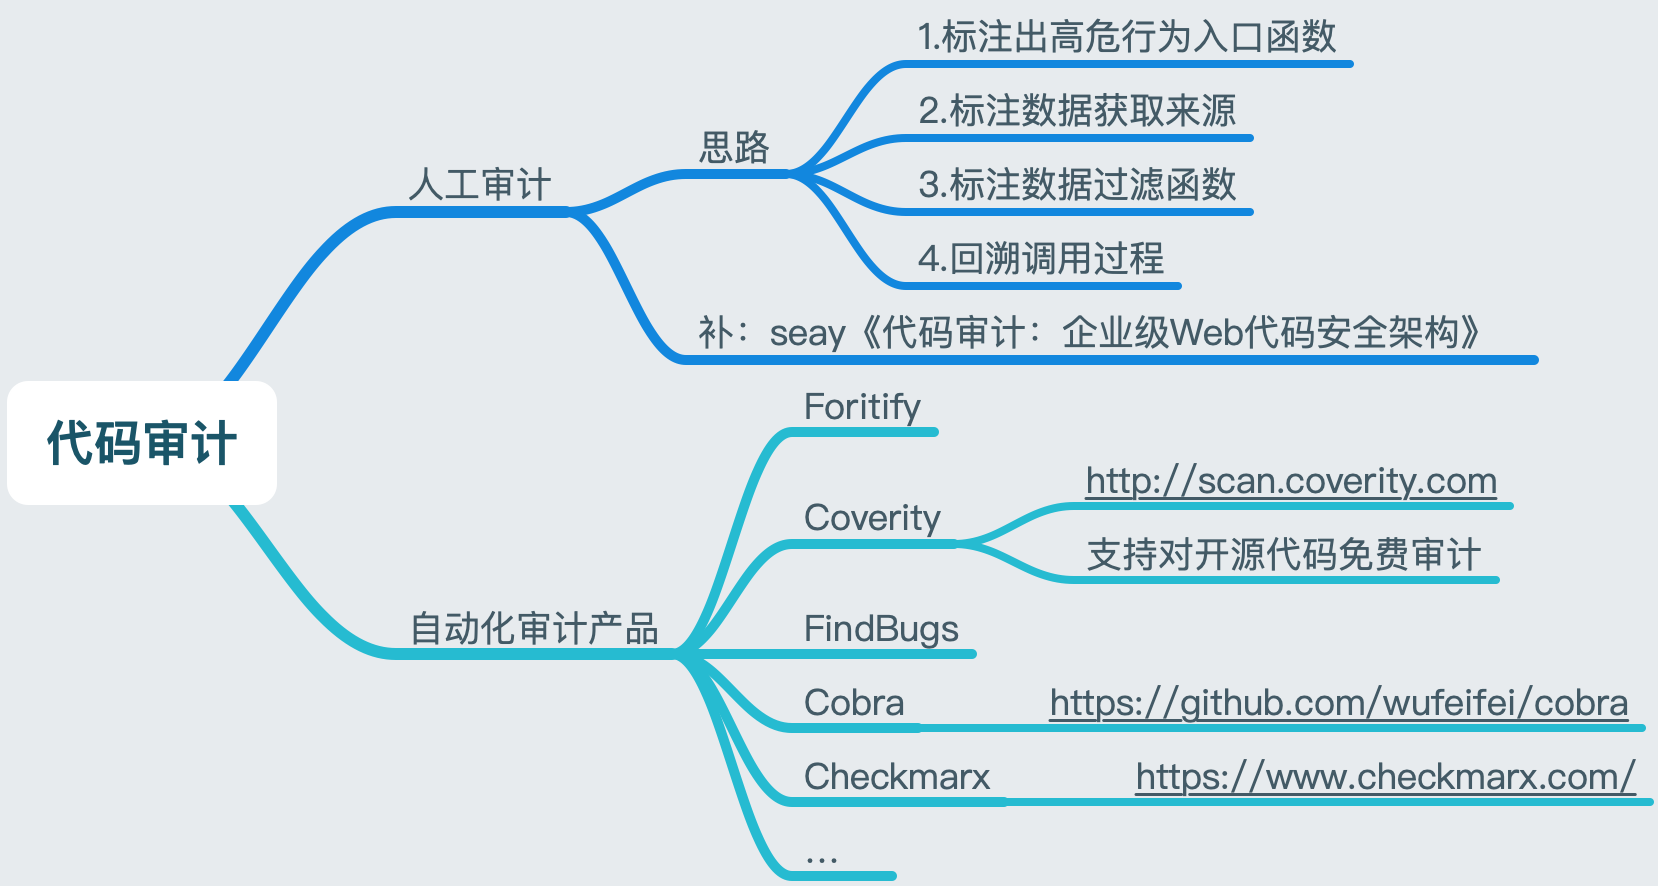 代码审计
人工审计
思路
1.标注出高危行为入口函数
2.标注数据获取来源
3.标注数据过滤函数
4.回溯调用过程
补：seay《代码审计：企业级Web代码安全架构》
自动化审计产品
Foritify
Coverity
http://scan.coverity.com
支持对开源代码免费审计
FindBugs
Cobra
https://github.com/wufeifei/cobra
Checkmarx
https://www.checkmarx.com/
...